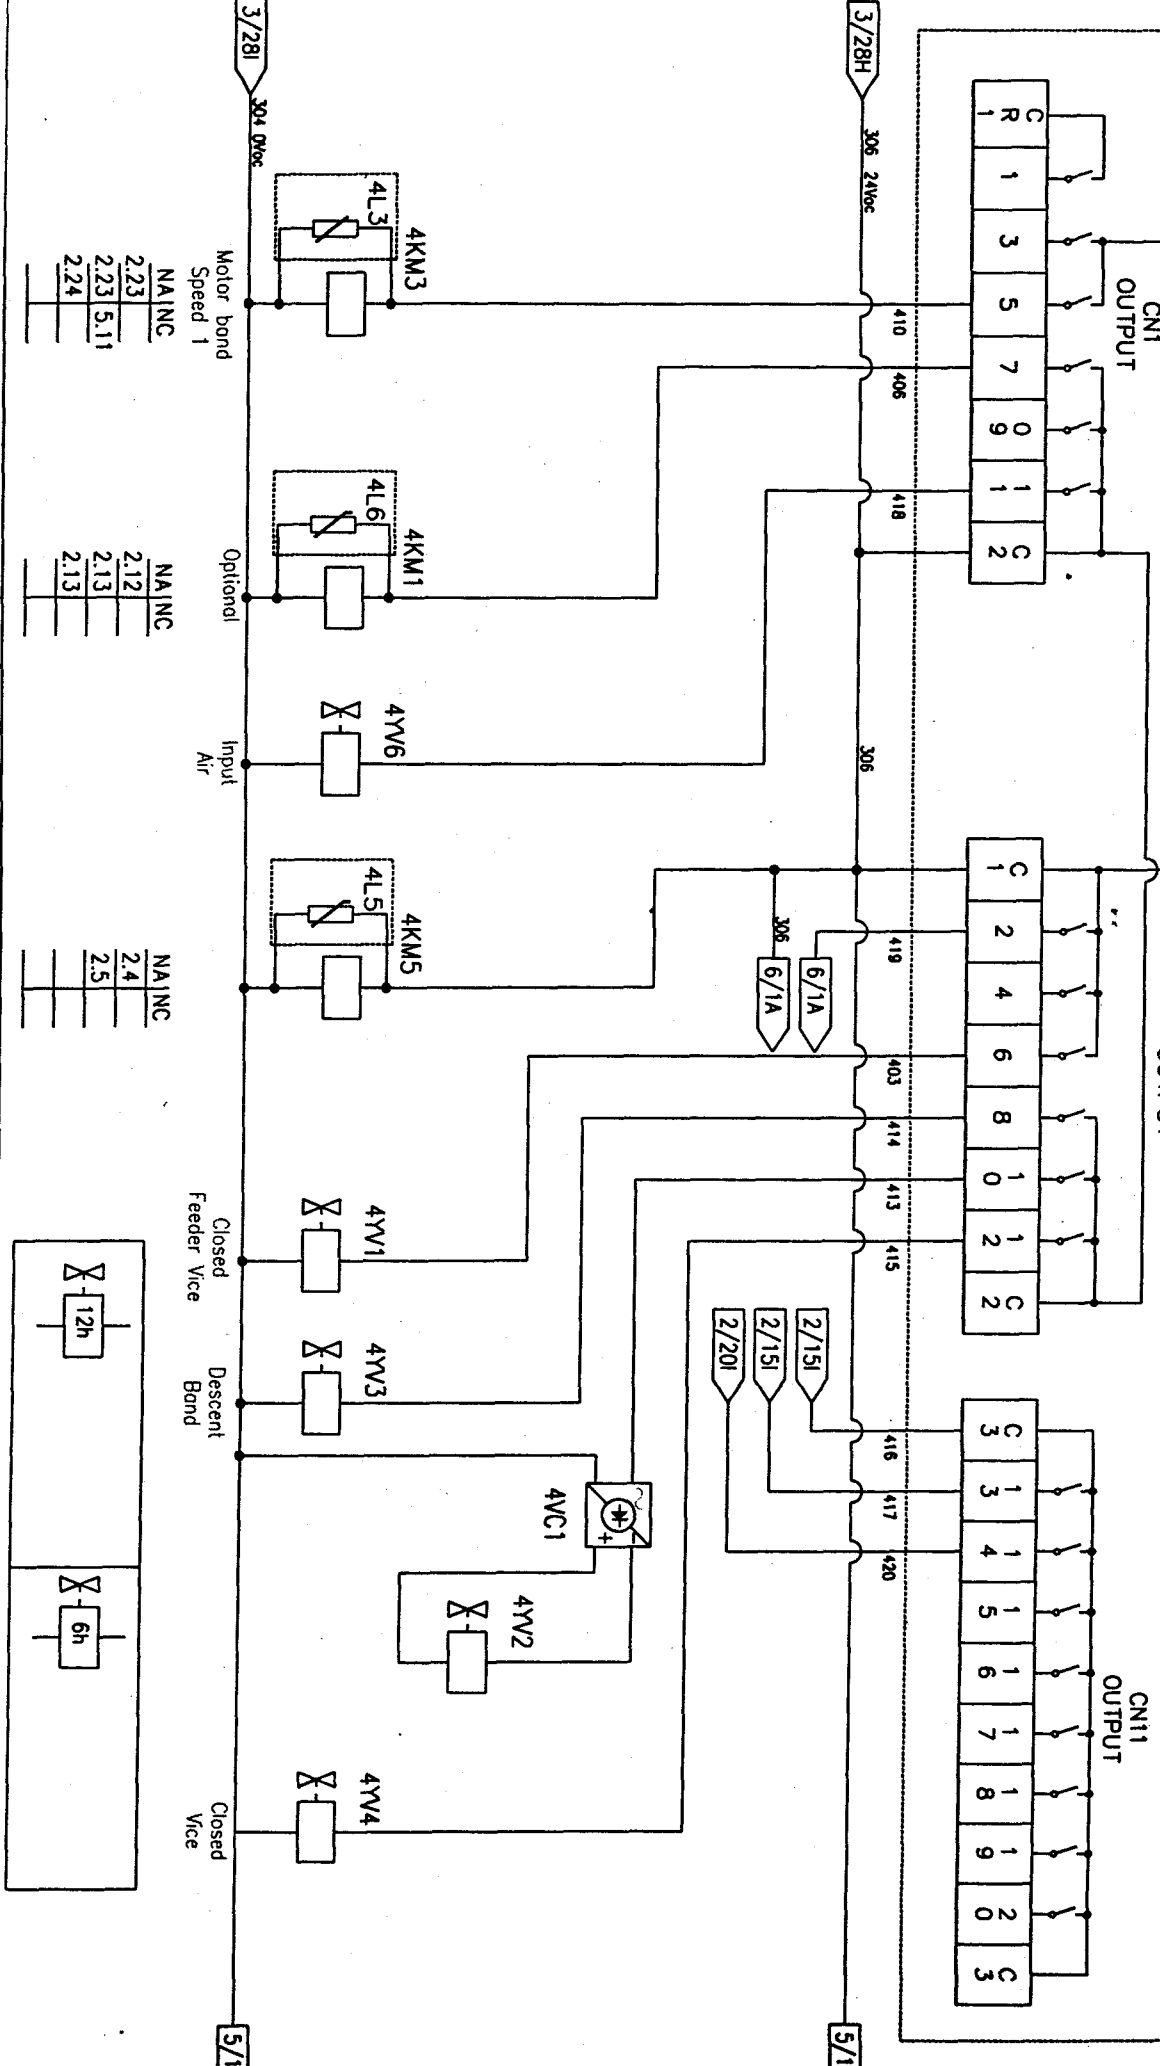 3/28I
304 0Vdc
3/28H
306 24Vdc
CN1
OUTPUT
C R 1
1
3
5
7
0 9
1 1
C 2
410
406
418
306
4L3
4KM3
Motor band
Speed 1
NA NC
2.23
2.23 5.11
2.24
4L6
4KM1
Optional
NA NC
2.12
2.13
2.13
4YV6
Input
Air
4L5
4KM5
NA NC
2.4
2.5
C 1
2
4
6
8
1 0
1 2
C 2
419
306
6/1A
6/1A
403
414
413
415
4YV1
Closed
Feeder Vice
4YV3
Descent
Band
4VC1
+
-
4YV2
4YV4
Closed
Vice
2/20I
2/15I
2/15I
416
417
420
CN11
OUTPUT
C 3
1 3
1 4
1 5
1 6
1 7
1 8
1 9
2 0
C 3
12h
6h
5/1
5/1